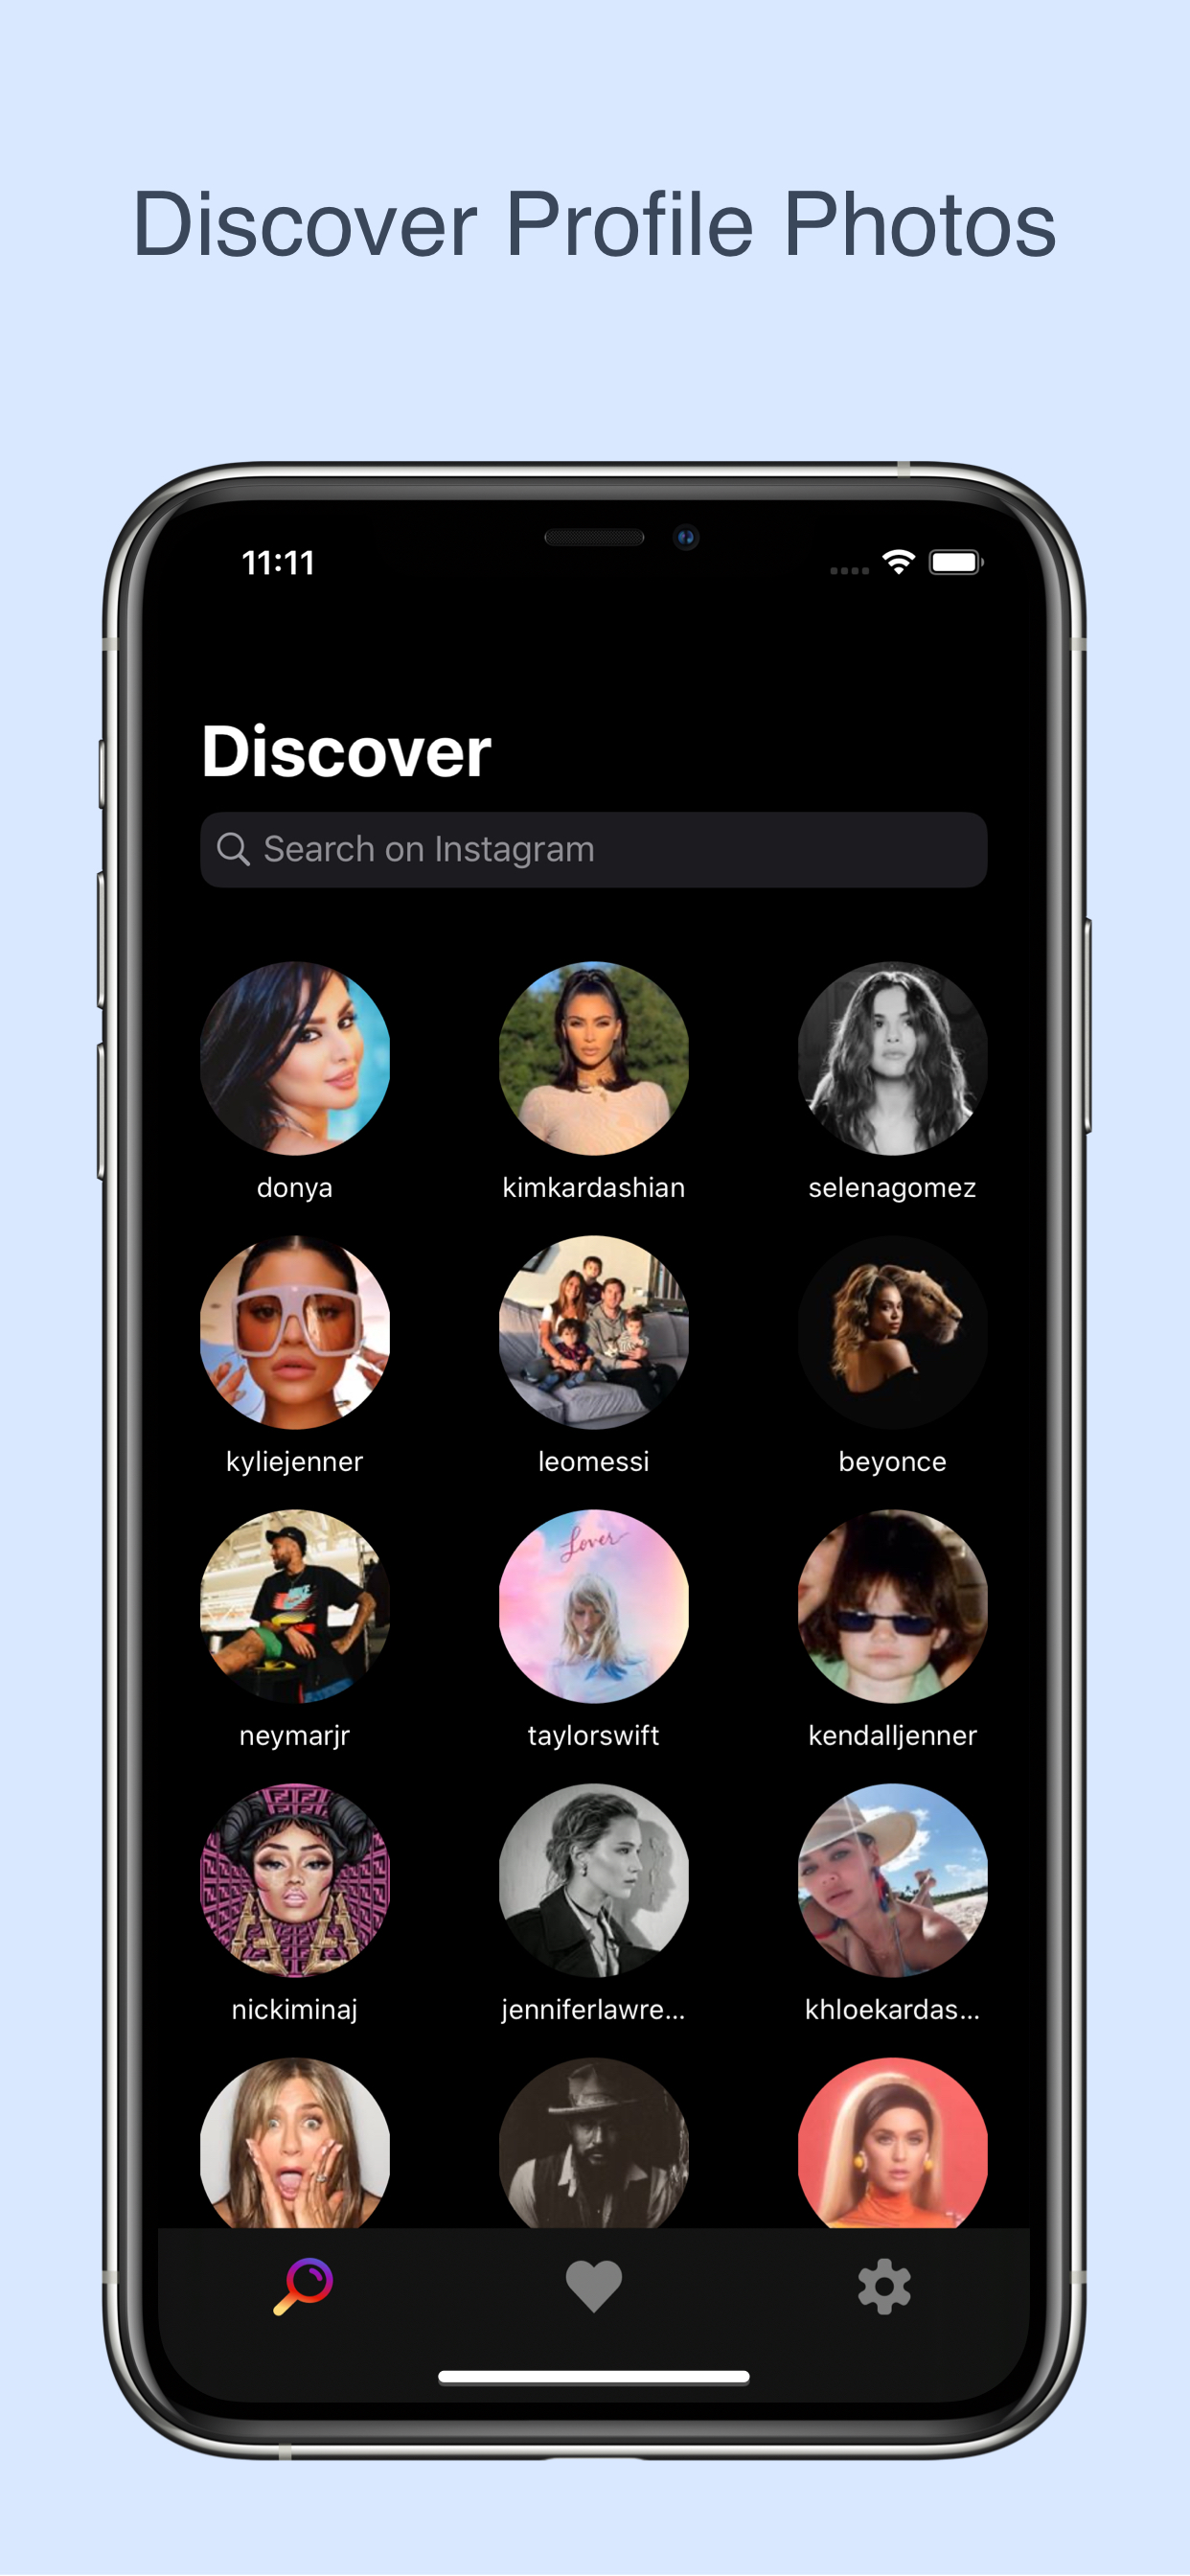 Discover Profile Photos
11:11
Discover
Search on Instagram
donya
kimkardashian
selenagomez
kyliejenner
leomessi
beyonce
Lover
neymarjr
taylorswift
kendalljenner
nickiminaj
jenniferlawre...
khloekardas...